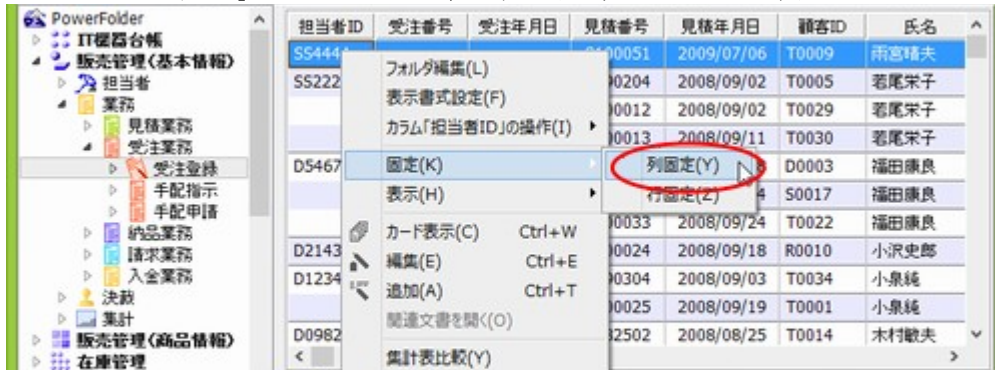 PowerFolder
IT機器台帳
販売管理(基本情報)
担当者
業務
見積業務
受注業務
受注登録
手配指示
手配申請
納品業務
請求業務
入金業務
決裁
集計
販売管理(商品情報)
在庫管理
担当者ID 受注番号 受注年月日 見積番号 見積年月日 顧客ID 氏名
SS4444 0100051 2009/07/06 T0009 雨宮晴夫
SS222 90204 2008/09/02 T0005 若尾栄子
00012 2008/09/02 T0029 若尾栄子
00013 2008/09/11 T0030 若尾栄子
D5467 8 D0003 福田康良
4 S0017 福田康良
00033 2008/09/24 T0022 福田康良
D2143 00024 2008/09/18 R0010 小沢史郎
D1234 90304 2008/09/03 T0034 小泉純
00025 2008/09/19 T0001 小泉純
D0982 82502 2008/08/25 T0014 木村敏夫
フォルダ編集(L)
表示書式設定(F)
カラム「担当者ID」の操作(I)
固定(K)
表示(H)
カード表示(C) Ctrl+W
編集(E) Ctrl+E
追加(A) Ctrl+T
関連文書を開く(O)
集計表比較(Y)
列固定(Y)
行固定(Z)